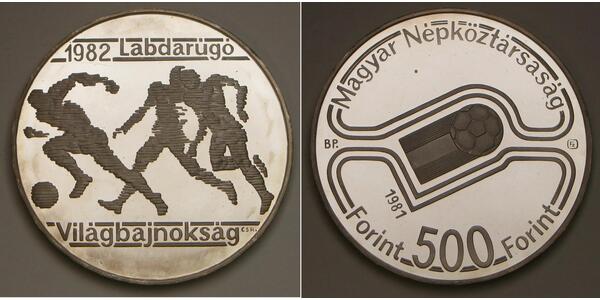 1982 Labdarúgó
Világbajnokság
Magyar Népköztársaság
BP.
1981
Forint 500 Forint